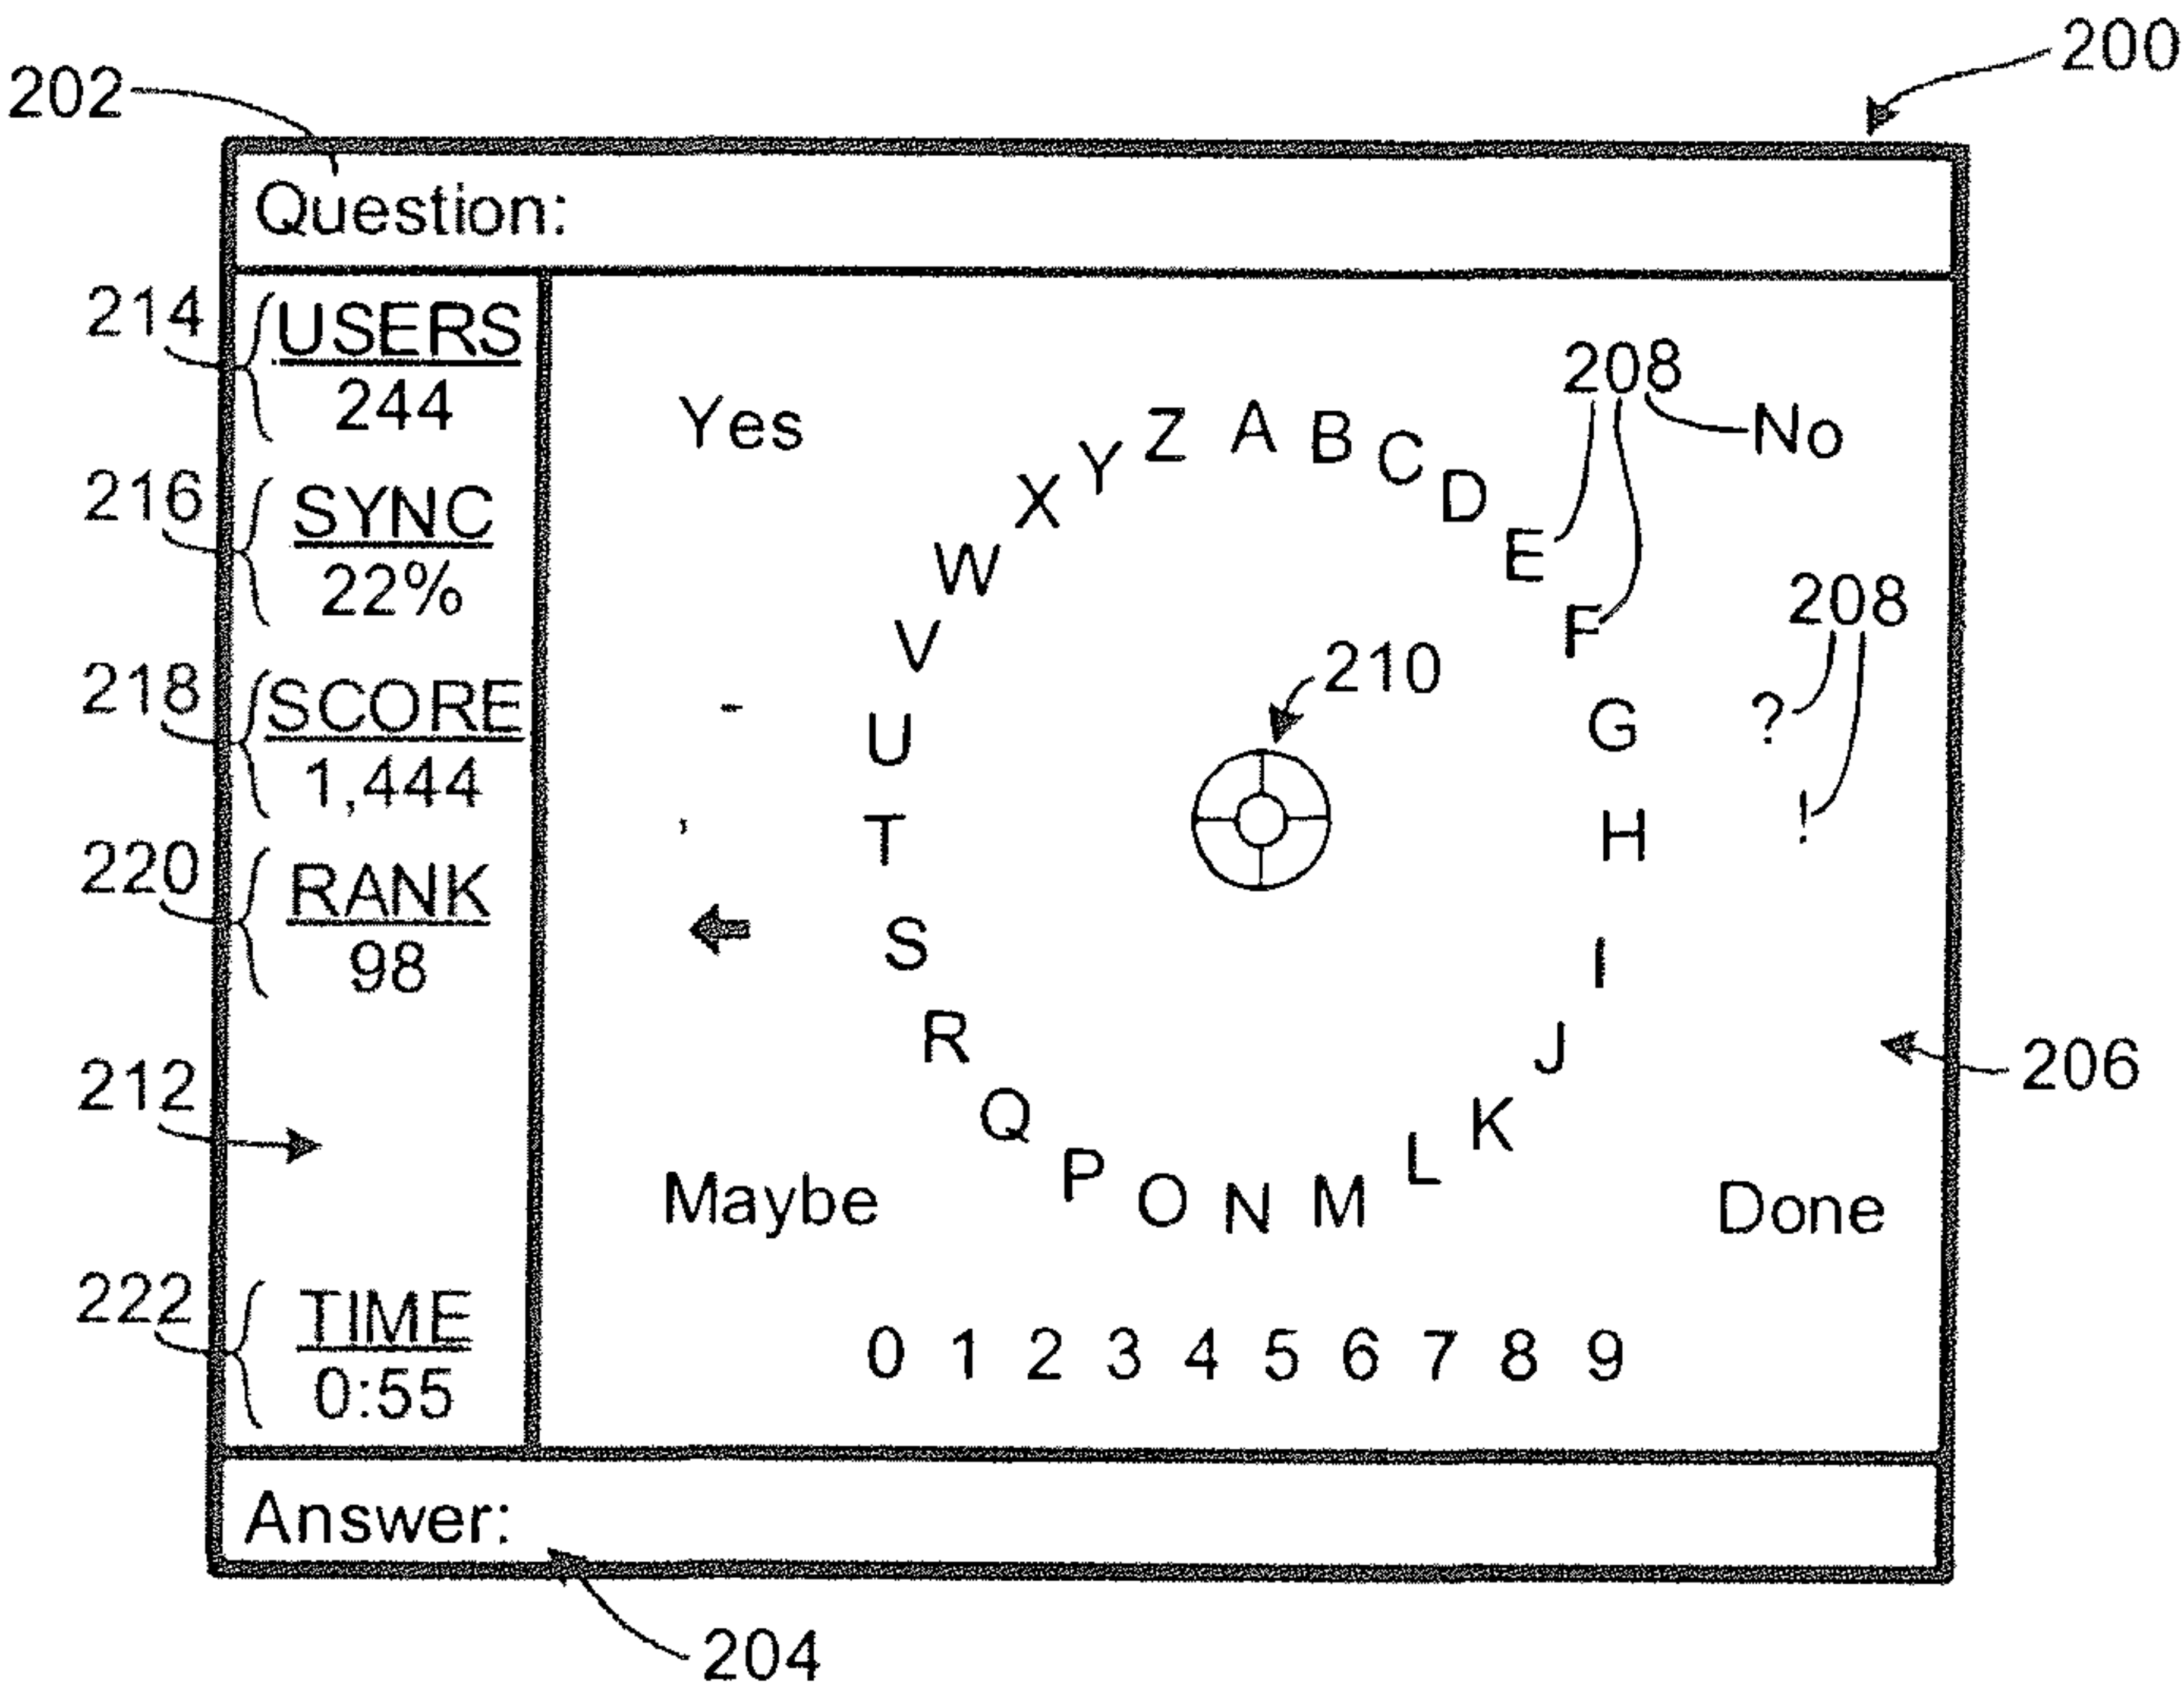 200
202
Question:
214
USERS
244
216
SYNC
22%
218
SCORE
1,444
220
RANK
98
212
222
TIME
0:55
Yes
208
No
Z A B C D E F G H I J K L M N O P Q R S T U V W X Y
208
?
!
-
,
210
206
Maybe
Done
0 1 2 3 4 5 6 7 8 9
Answer:
204